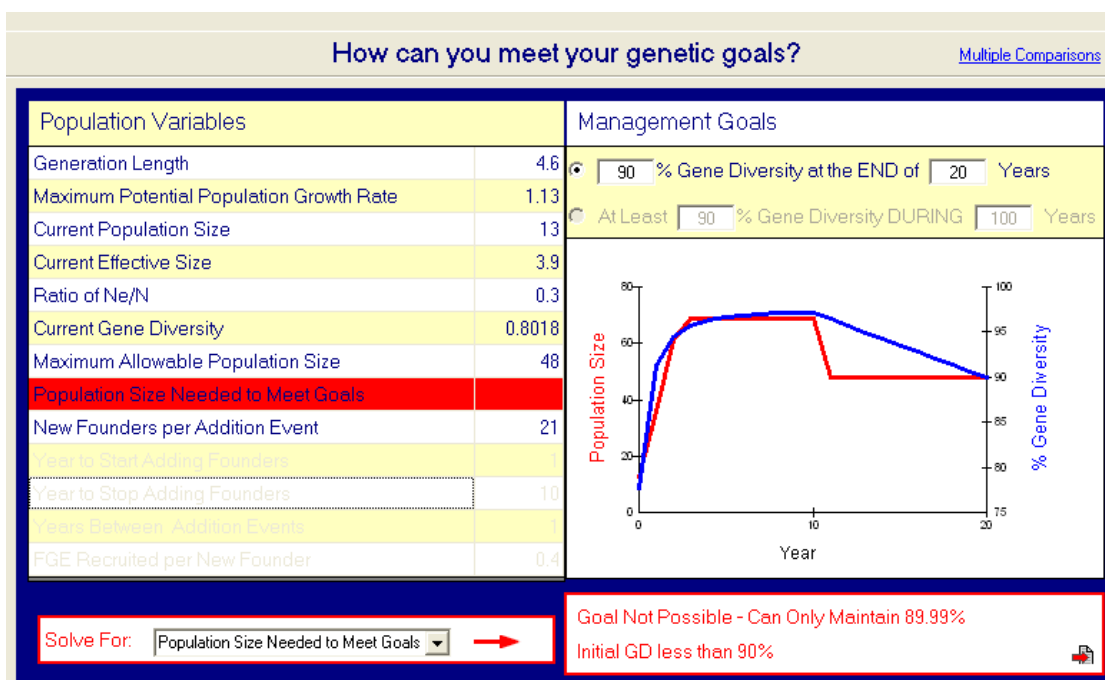 How can you meet your genetic goals?
Multiple Comparisons
Population Variables
Generation Length 4.6
Maximum Potential Population Growth Rate 1.13
Current Population Size 13
Current Effective Size 3.9
Ratio of Ne/N 0.3
Current Gene Diversity 0.8018
Maximum Allowable Population Size 48
Population Size Needed to Meet Goals
New Founders per Addition Event 21
Year to Start Adding Founders 1
Year to Stop Adding Founders 10
Years Between Addition Events 1
FGE Recruited per New Founder 0.4
Solve For: Population Size Needed to Meet Goals
Management Goals
90 % Gene Diversity at the END of 20 Years
At Least 90 % Gene Diversity DURING 100 Years
80 100
60 95
90
40
85
20 80
0 75
0 10 20
Population Size
% Gene Diversity
Year
Goal Not Possible - Can Only Maintain 89.99%
Initial GD less than 90%